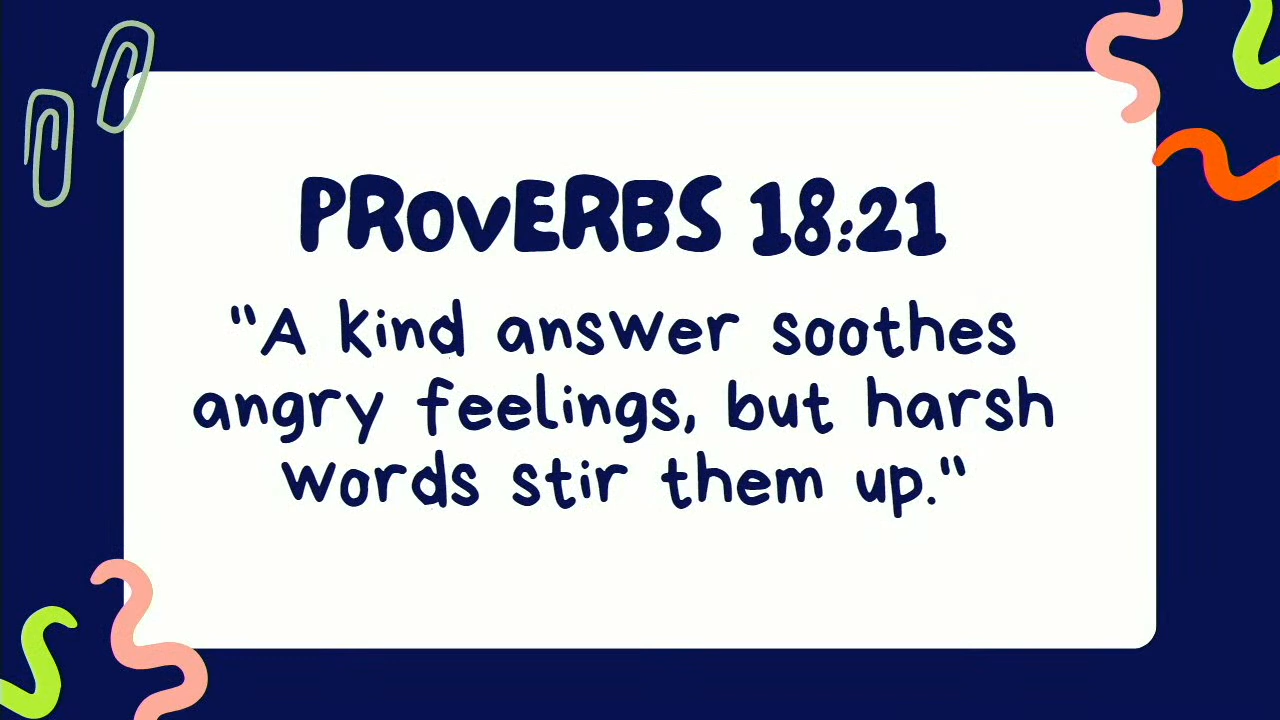 PROVERBS 18:21
"A kind answer soothes
angry feelings, but harsh
words stir them up."